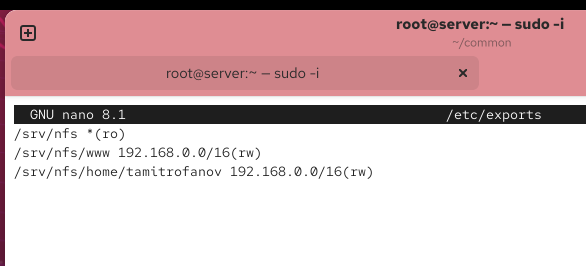 root@server:~ — sudo -i
~/common
root@server:~ — sudo -i ×
GNU nano 8.1 /etc/exports
/srv/nfs *(ro)
/srv/nfs/www 192.168.0.0/16(rw)
/srv/nfs/home/tamitrofanov 192.168.0.0/16(rw)